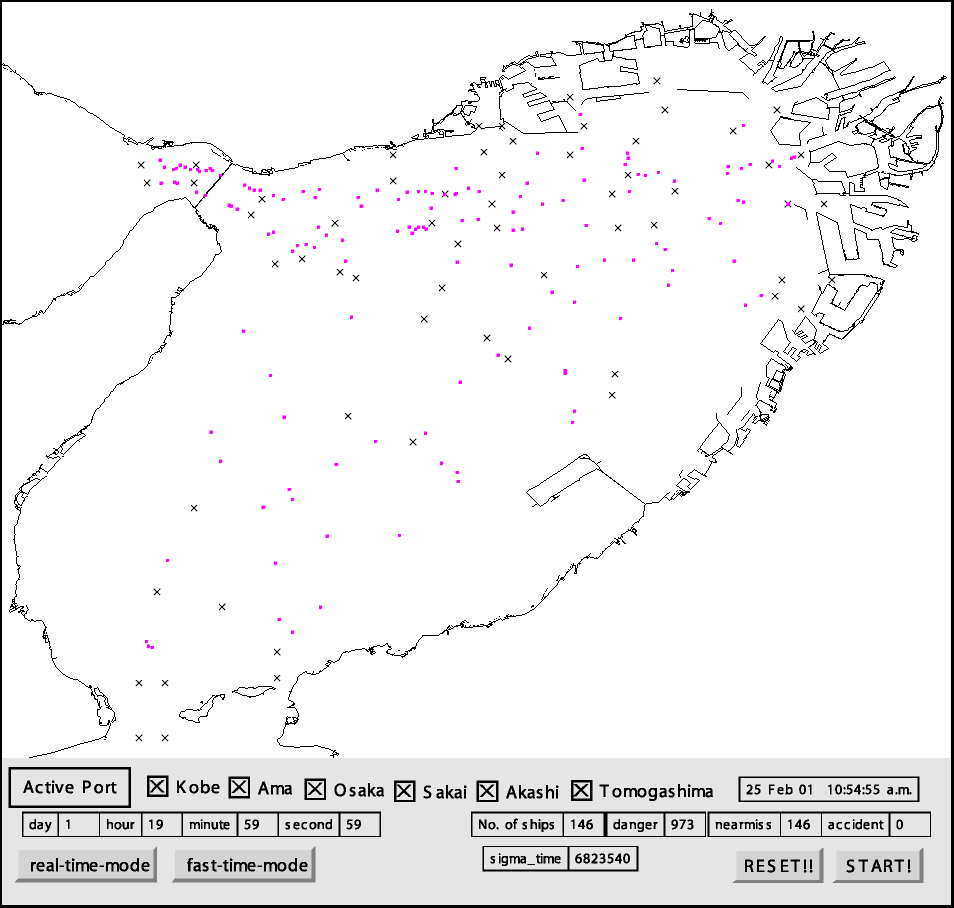 Active Port Kobe Ama Osaka Sakai Akashi Tomogashima 25 Feb 01 10:54:55 a.m.
day 1 hour 19 minute 59 second 59 No. of ships 146 danger 973 nearmiss 146 accident 0
real-time-mode fast-time-mode sigma_time 6823540 RESET!! START!